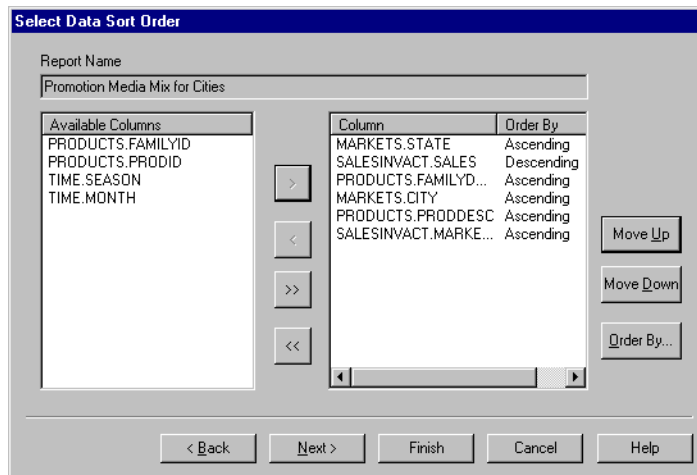 Select Data Sort Order
Report Name
Promotion Media Mix for Cities
Available Columns
PRODUCTS.FAMILYID
PRODUCTS.PRODID
TIME.SEASON
TIME.MONTH
>
<
>>
<<
Column Order By
MARKETS.STATE Ascending
SALESINVACT.SALES Descending
PRODUCTS.FAMILYD... Ascending
MARKETS.CITY Ascending
PRODUCTS.PRODDESC Ascending
SALESINVACT.MARKE... Ascending
Move Up
Move Down
Order By...
< Back Next > Finish Cancel Help